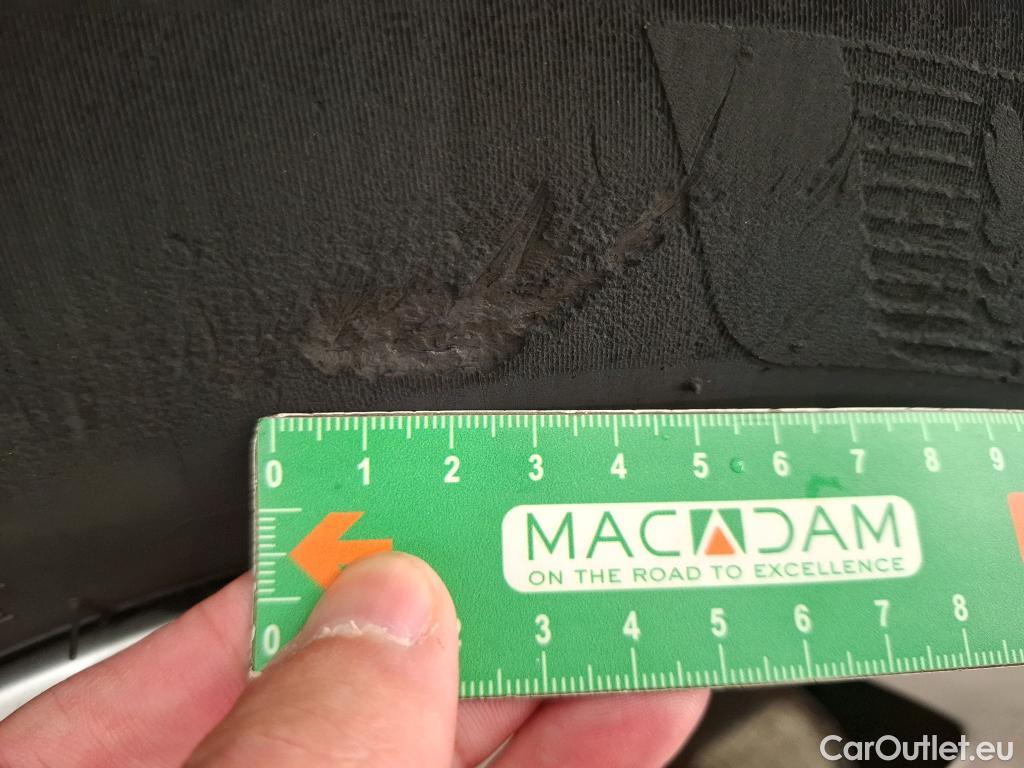 0 1 2 3 4 5 6 7 8 9
MACADAM
ON THE ROAD TO EXCELLENCE
0 3 4 5 6 7 8
CarOutlet.eu